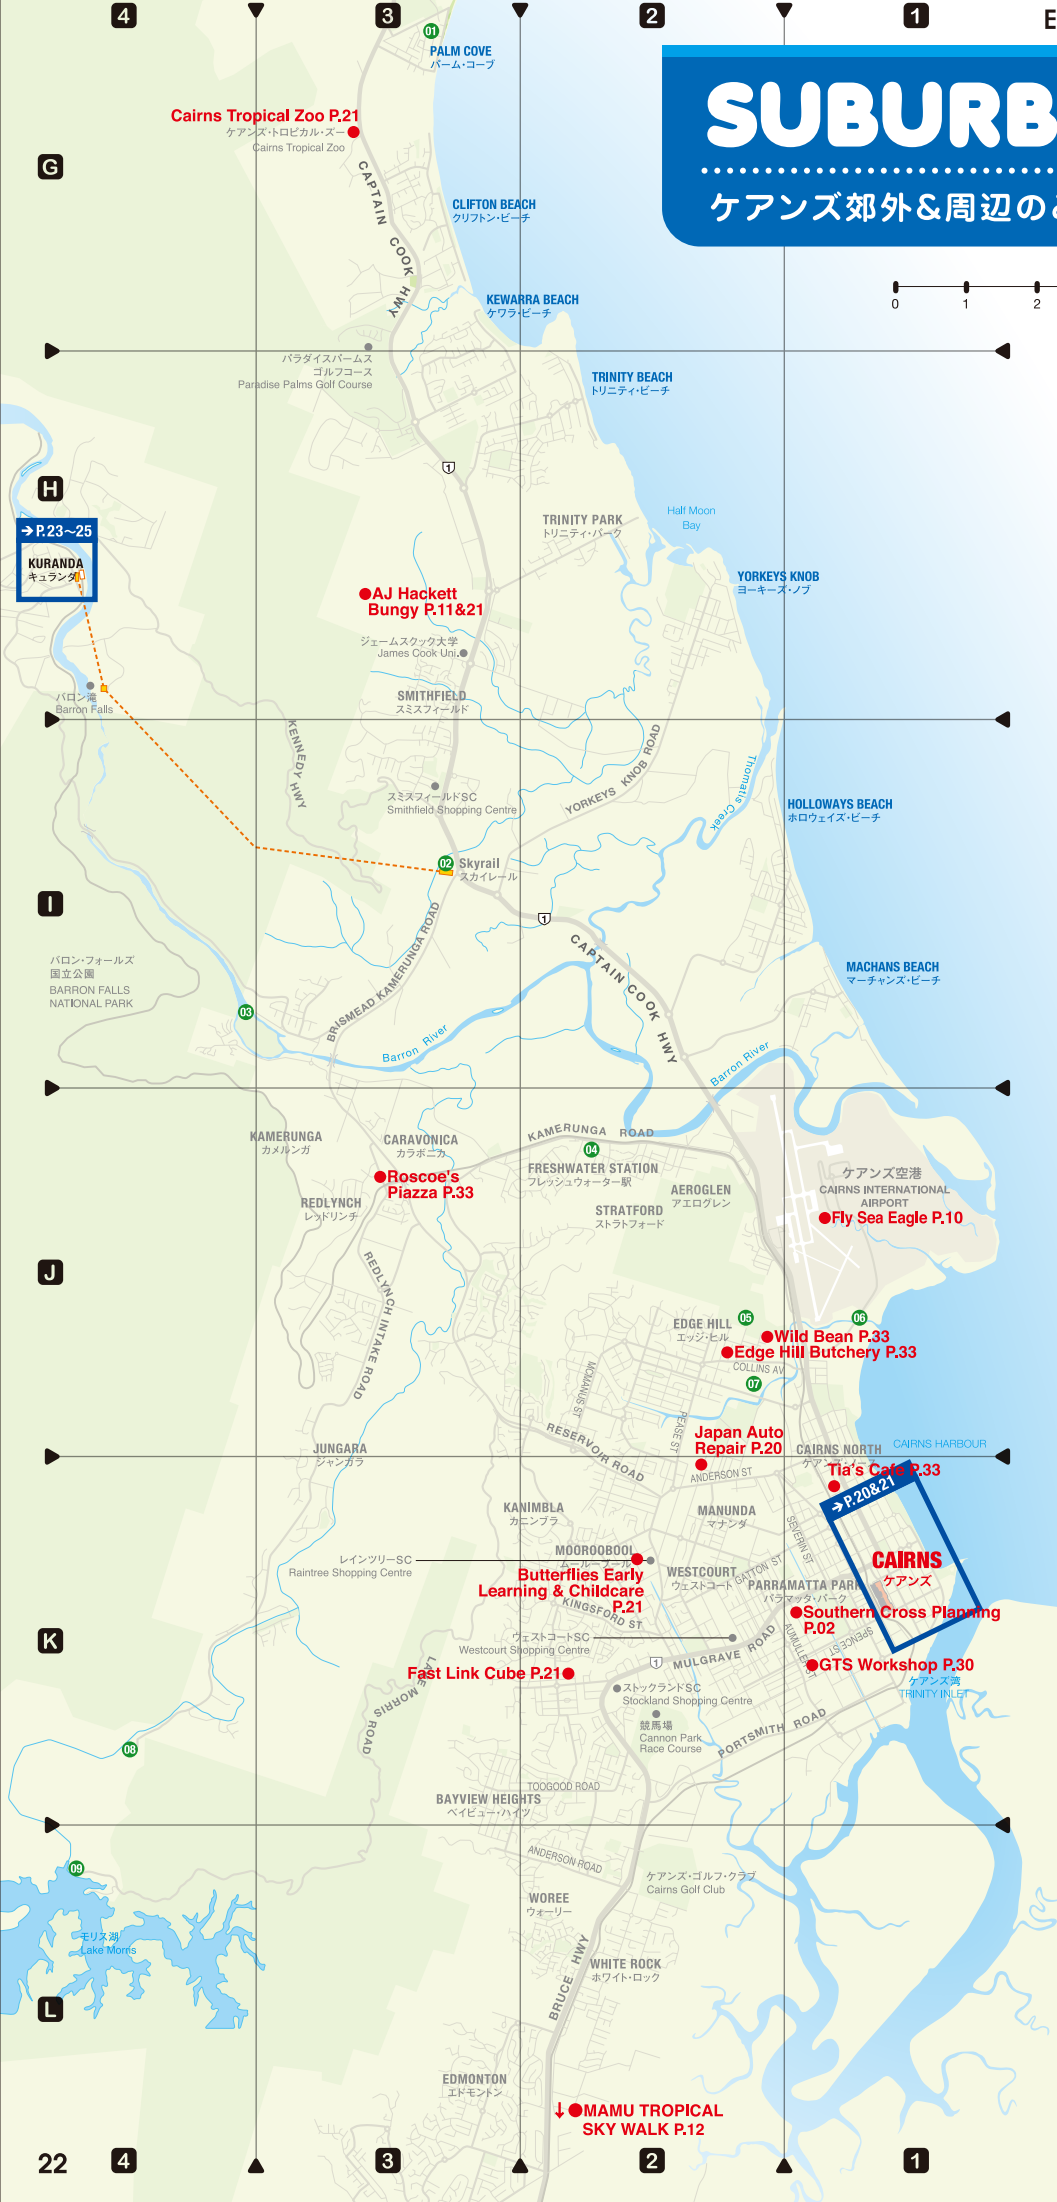 4
3
2
1
E
01
PALM COVE
パーム・コーブ
SUBURB
ケアンズ郊外&周辺の
0 1 2
Cairns Tropical Zoo P.21
ケアンズ・トロピカル・ズー
Cairns Tropical Zoo
G
CAPTAIN COOK HWY
CLIFTON BEACH
クリフトン・ビーチ
KEWARRA BEACH
ケワラ・ビーチ
パラダイスパームス
ゴルフコース
Paradise Palms Golf Course
TRINITY BEACH
トリニティ・ビーチ
1
H
TRINITY PARK
トリニティ・パーク
Half Moon
Bay
→P.23〜25
KURANDA
キュランダ
YORKEYS KNOB
ヨーキーズ・ノブ
AJ Hackett
Bungy P.11&21
ジェームスクック大学
James Cook Uni.
SMITHFIELD
スミスフィールド
バロン滝
Barron Falls
KENNEDY HWY
YORKEYS KNOB ROAD
Thomatis Creek
スミスフィールドSC
Smithfield Shopping Centre
HOLLOWAYS BEACH
ホロウェイズ・ビーチ
02
Skyrail
スカイレール
I
1
CAPTAIN COOK HWY
BRISMEAD KAMERUNGA ROAD
バロン・フォールズ
国立公園
BARRON FALLS
NATIONAL PARK
MACHANS BEACH
マーチャンズ・ビーチ
03
Barron River
Barron River
KAMERUNGA
カメルンガ
CARAVONICA
カラボニカ
KAMERUNGA ROAD
04
FRESHWATER STATION
フレッシュウォーター駅
Roscoe's
Piazza P.33
REDLYNCH
レッドリンチ
AEROGLEN
アエログレン
STRATFORD
ストラトフォード
ケアンズ空港
CAIRNS INTERNATIONAL
AIRPORT
Fly Sea Eagle P.10
J
REDLYNCH INTAKE ROAD
EDGE HILL
エッジ・ヒル
05
06
Wild Bean P.33
Edge Hill Butchery P.33
COLLINS AV
07
MCMANUS ST
PEASE ST
RESERVOIR ROAD
Japan Auto
Repair P.20
ANDERSON ST
CAIRNS NORTH
ケアンズ・ノース
CAIRNS HARBOUR
JUNGARA
ジャンガラ
Tia's Cafe P.33
→P.20&21
KANIMBLA
カニンブラ
MANUNDA
マナンダ
SEVERIN ST
CAIRNS
ケアンズ
レインツリーSC
Raintree Shopping Centre
MOOROOBOOL
ムールーブール
Butterflies Early
Learning & Childcare
P.21
WESTCOURT
ウェストコート
GATTON ST
PARRAMATTA PARK
パラマッタ・パーク
KINGSFORD ST
Southern Cross Planning
P.02
K
ウェストコートSC
Westcourt Shopping Centre
1
MULGRAVE ROAD
AUMULLER ST
SPENCE ST
Fast Link Cube P.21
GTS Workshop P.30
ケアンズ湾
TRINITY INLET
LAKE MORRIS ROAD
ストックランドSC
Stockland Shopping Centre
競馬場
Cannon Park
Race Course
PORTSMITH ROAD
08
TOOGOOD ROAD
BAYVIEW HEIGHTS
ベイビュー・ハイツ
09
ANDERSON ROAD
ケアンズ・ゴルフ・クラブ
Cairns Golf Club
WOREE
ウォーリー
モリス湖
Lake Morris
BRUCE HWY
WHITE ROCK
ホワイト・ロック
L
EDMONTON
エドモントン
↓
MAMU TROPICAL
SKY WALK P.12
22
4
3
2
1